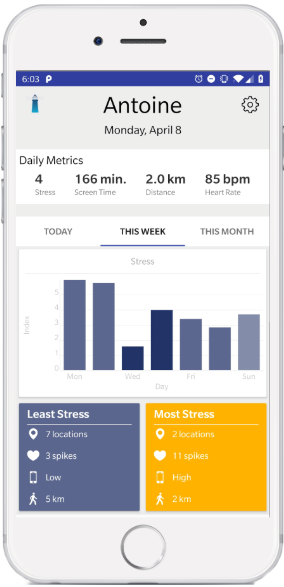 6:03
Antoine
Monday, April 8
Daily Metrics
4 166 min. 2.0 km 85 bpm
Stress Screen Time Distance Heart Rate
TODAY THIS WEEK THIS MONTH
Stress
5
4
3
2
1
0
Index
Mon Wed Fri Sun
Day
Least Stress
7 locations
3 spikes
Low
5 km
Most Stress
2 locations
11 spikes
High
2 km